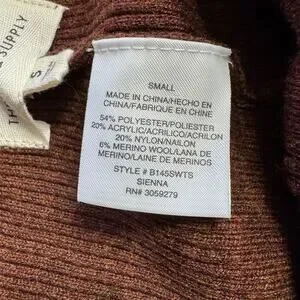 SUPPLY
S
SMALL
MADE IN CHINA/HECHO EN
CHINA/FABRIQUE EN CHINE
54% POLYESTER/POLIESTER
20% ACRYLIC/ACRILICO/ACRILON
20% NYLON/NAILON
6% MERINO WOOL/LANA DE
MERINO/LAINE DE MERINOS
STYLE # B145SWTS
SIENNA
RN# 3059279